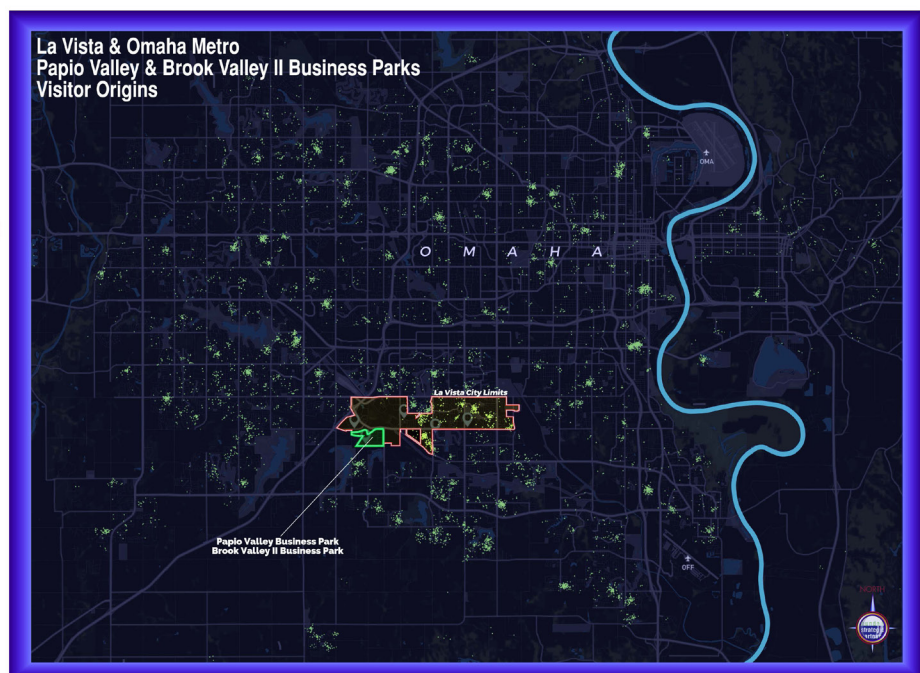 La Vista & Omaha Metro
Papio Valley & Brook Valley II Business Parks
Visitor Origins
OMA
OMAHA
La Vista City Limits
Papio Valley Business Park
Brook Valley II Business Park
OFF
NORTH